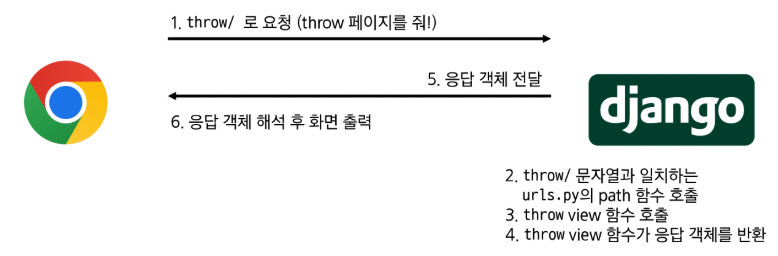 1. throw/ 로 요청 (throw 페이지를 줘!)
5. 응답 객체 전달
6. 응답 객체 해석 후 화면 출력
django
2. throw/ 문자열과 일치하는
urls.py의 path 함수 호출
3. throw view 함수 호출
4. throw view 함수가 응답 객체를 반환